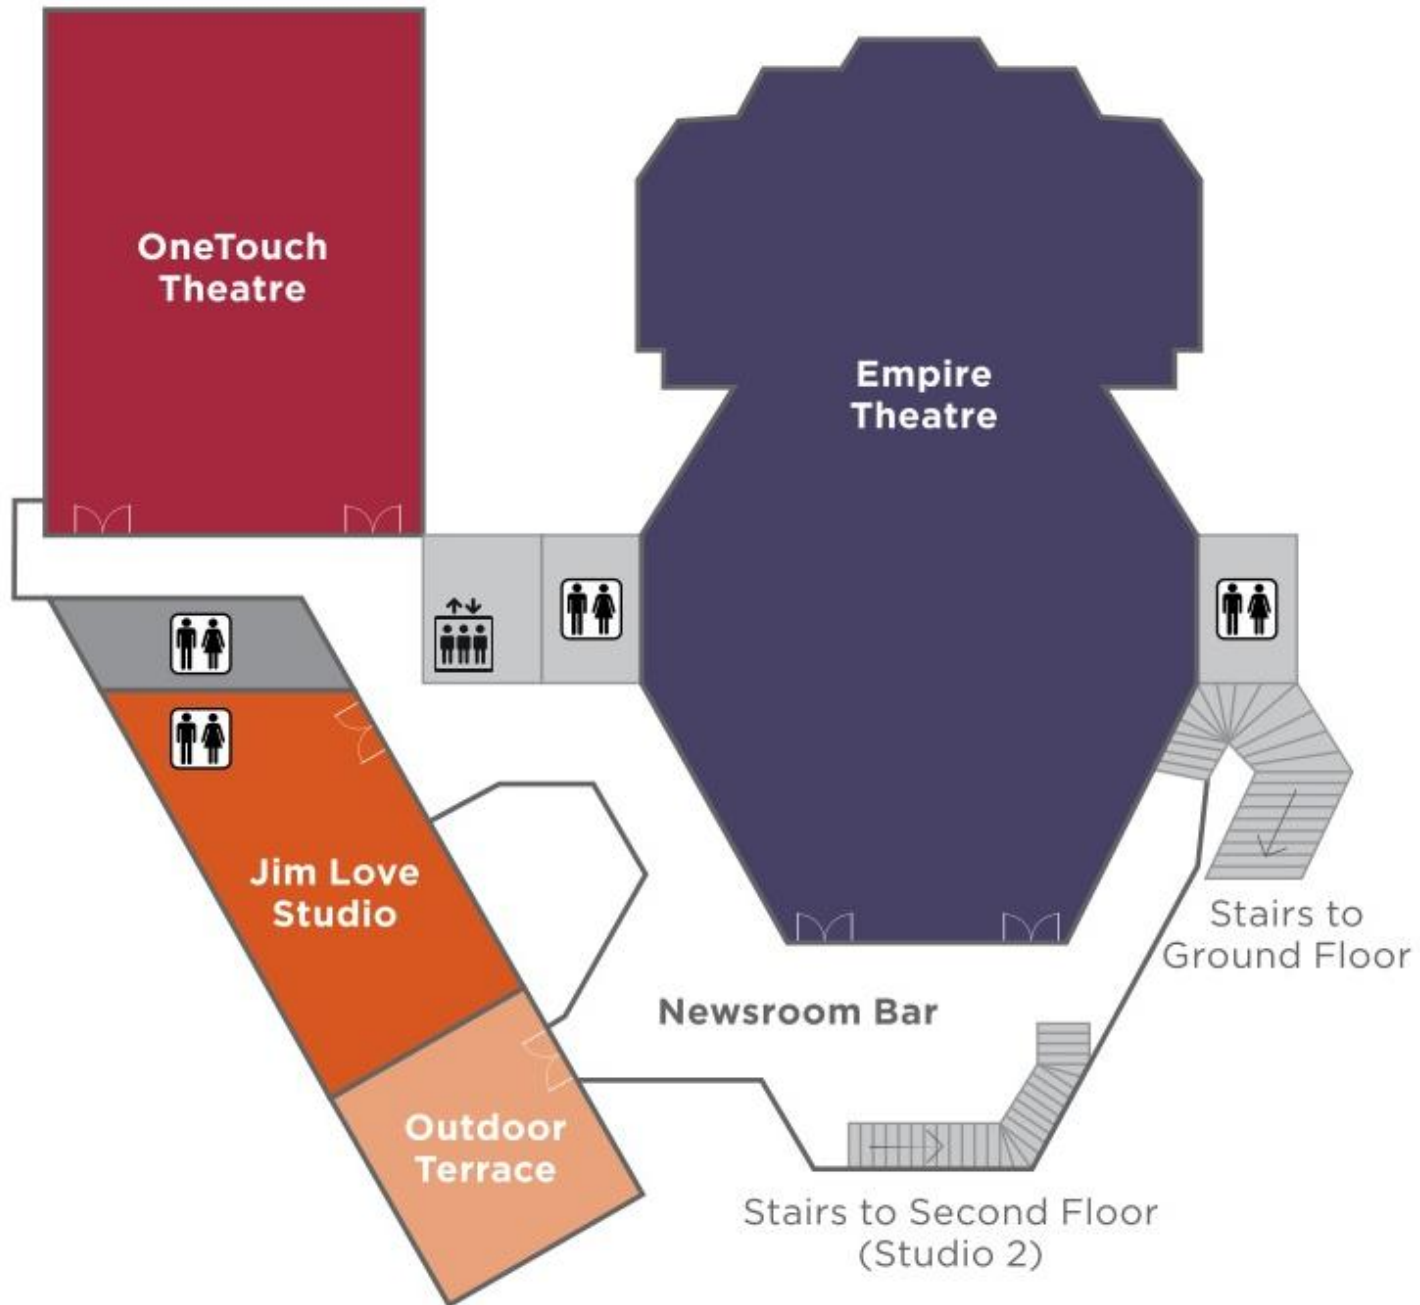 OneTouch
Theatre
Empire
Theatre
Jim Love
Studio
Stairs to
Ground Floor
Newsroom Bar
Outdoor
Terrace
Stairs to Second Floor
(Studio 2)